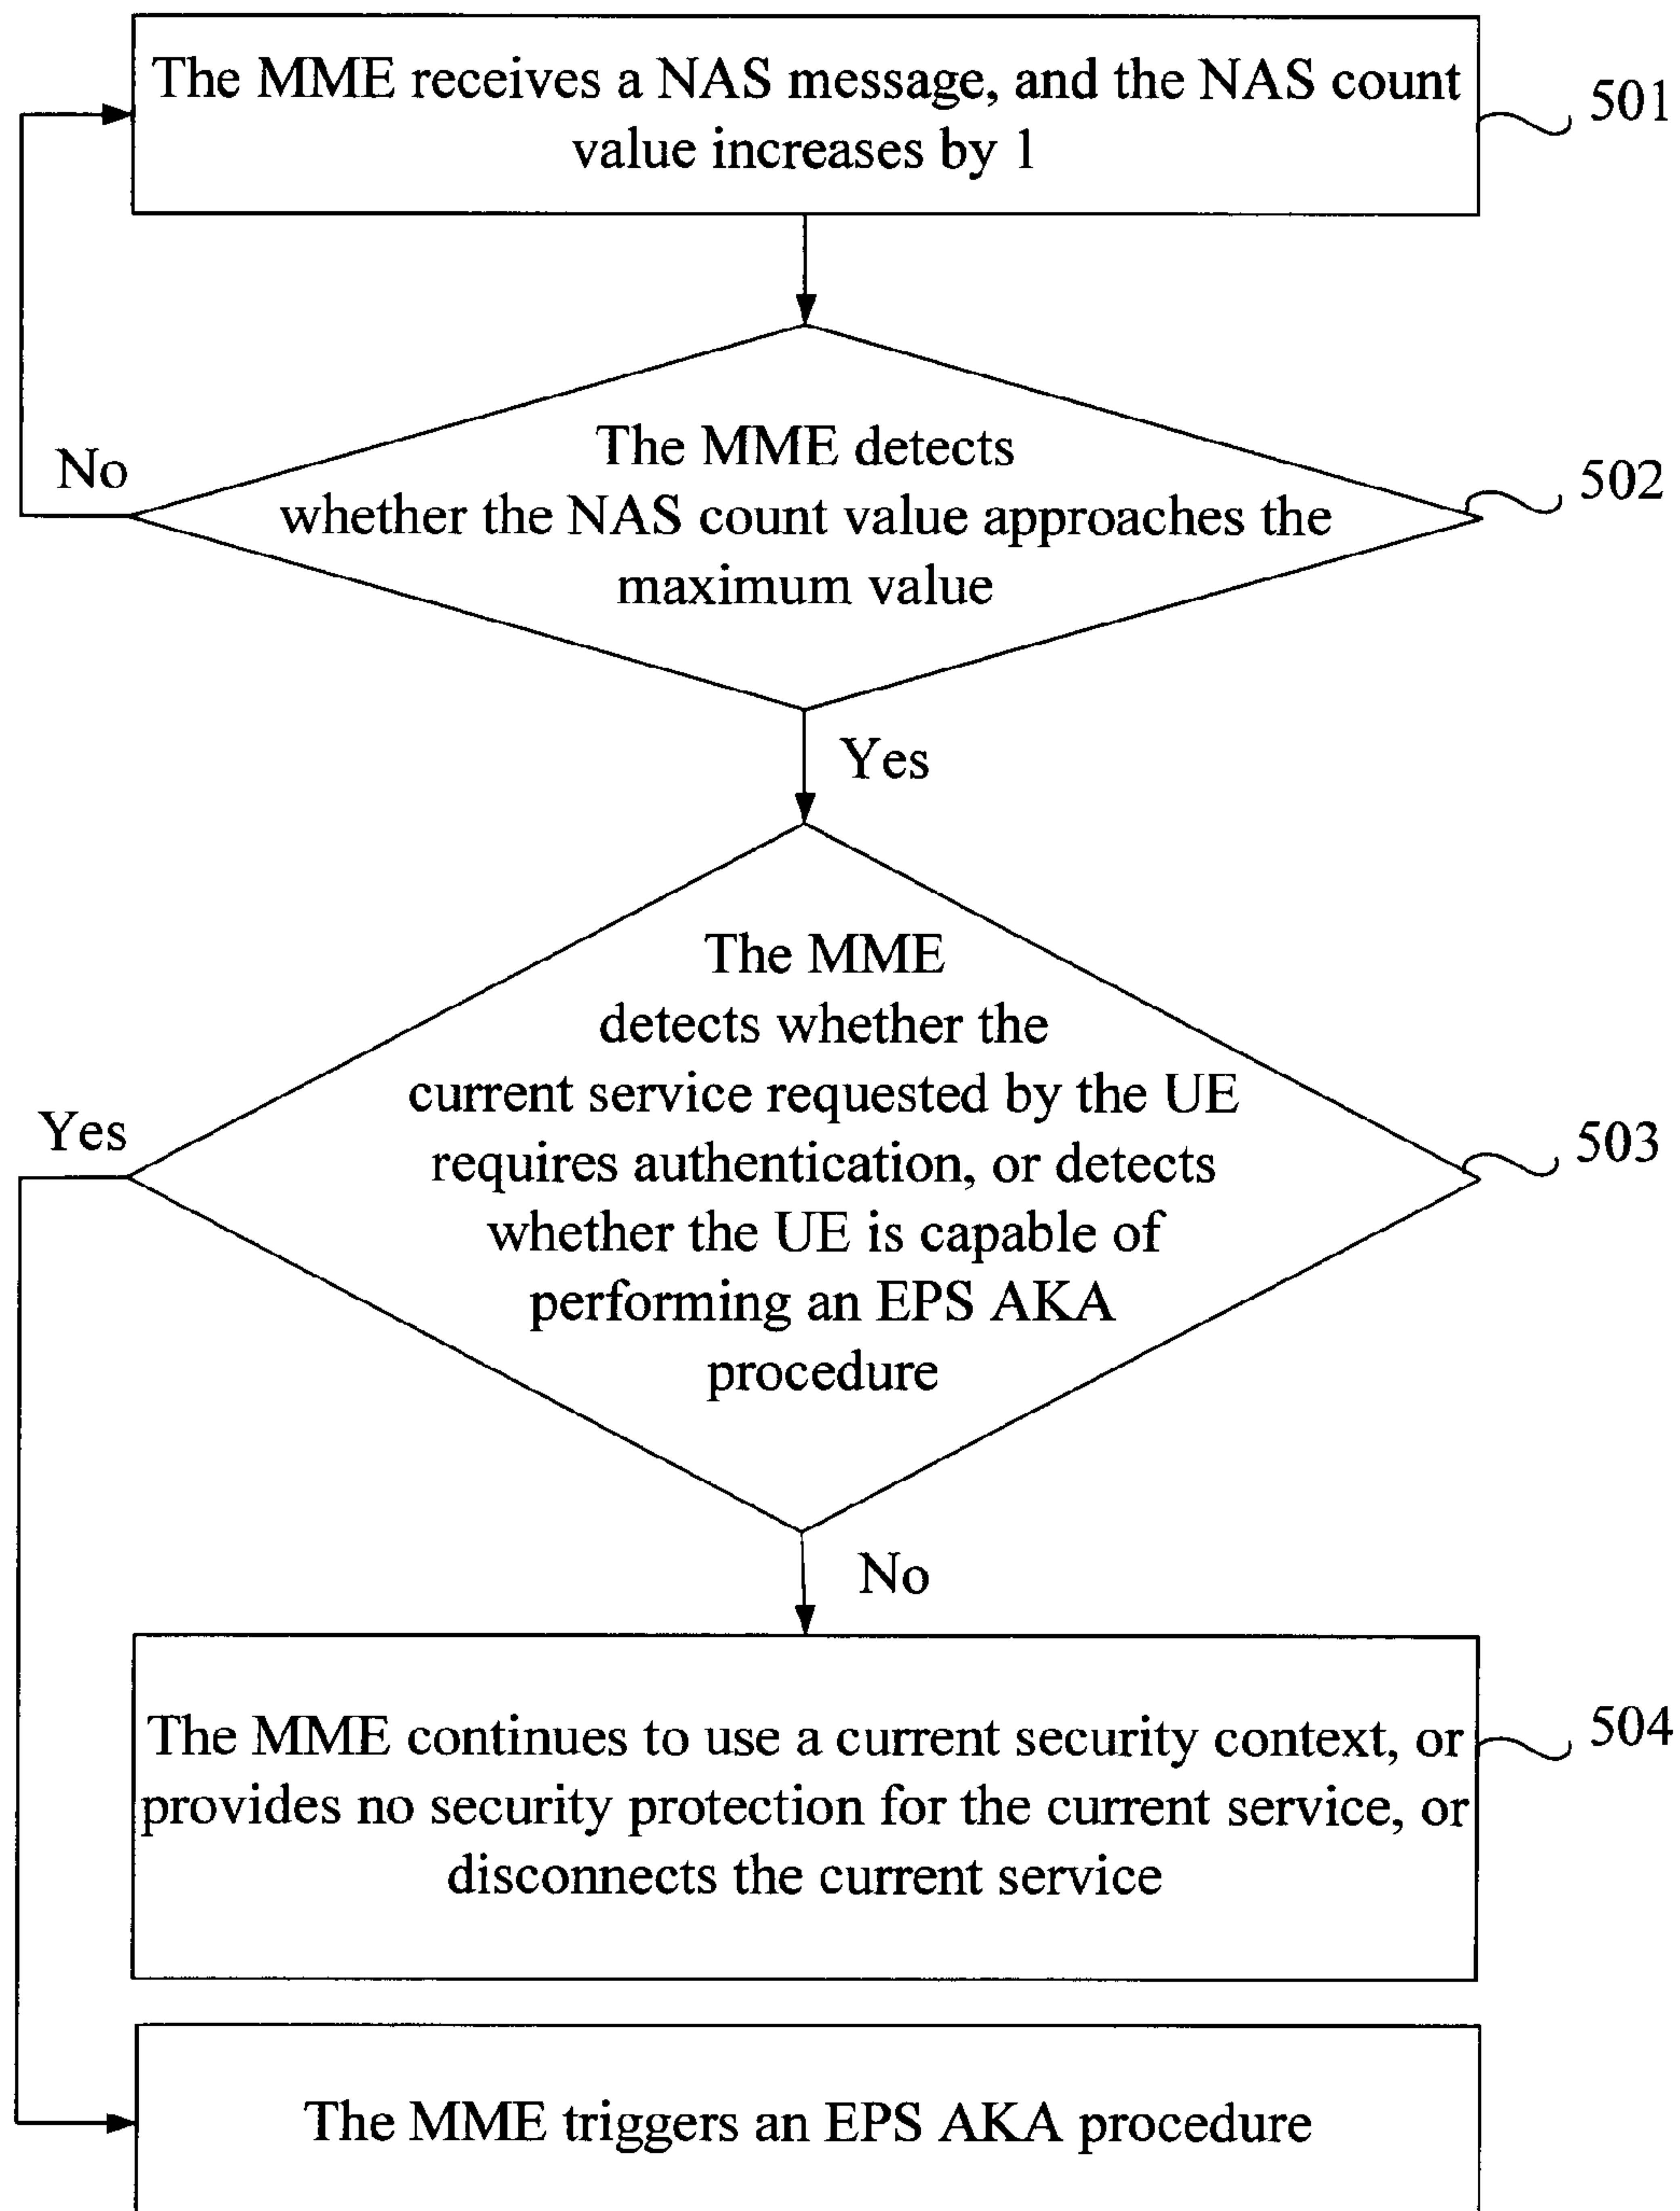 The MME receives a NAS message, and the NAS count
value increases by 1
501
The MME detects
whether the NAS count value approaches the
maximum value
502
No
Yes
The MME
detects whether the
current service requested by the UE
requires authentication, or detects
whether the UE is capable of
performing an EPS AKA
procedure
503
Yes
No
The MME continues to use a current security context, or
provides no security protection for the current service, or
disconnects the current service
504
The MME triggers an EPS AKA procedure